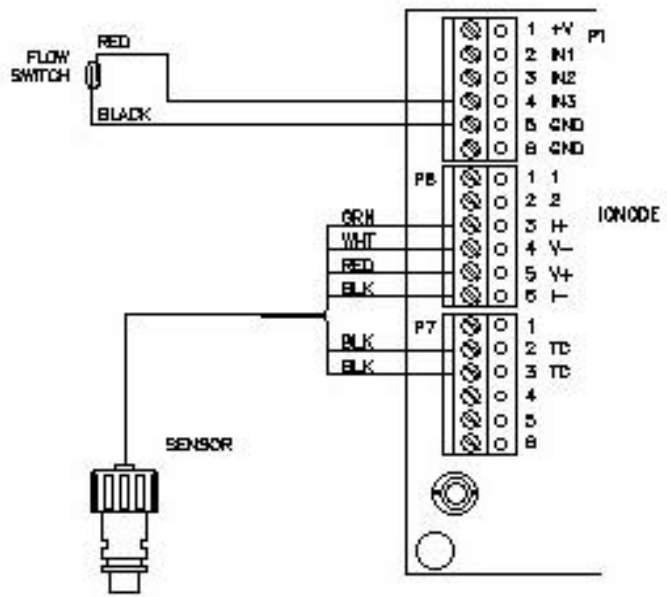 RED
FLOW
SWITCH
BLACK
1 +V P1
2 IN1
3 IN2
4 IN3
5 GND
6 GND
P6
1 1
2 2
IONODE
GRN
3 I+
WHT
4 V-
RED
5 V+
BLK
6 I-
P7
1
BLK
2 TC
BLK
3 TC
4
5
6
SENSOR